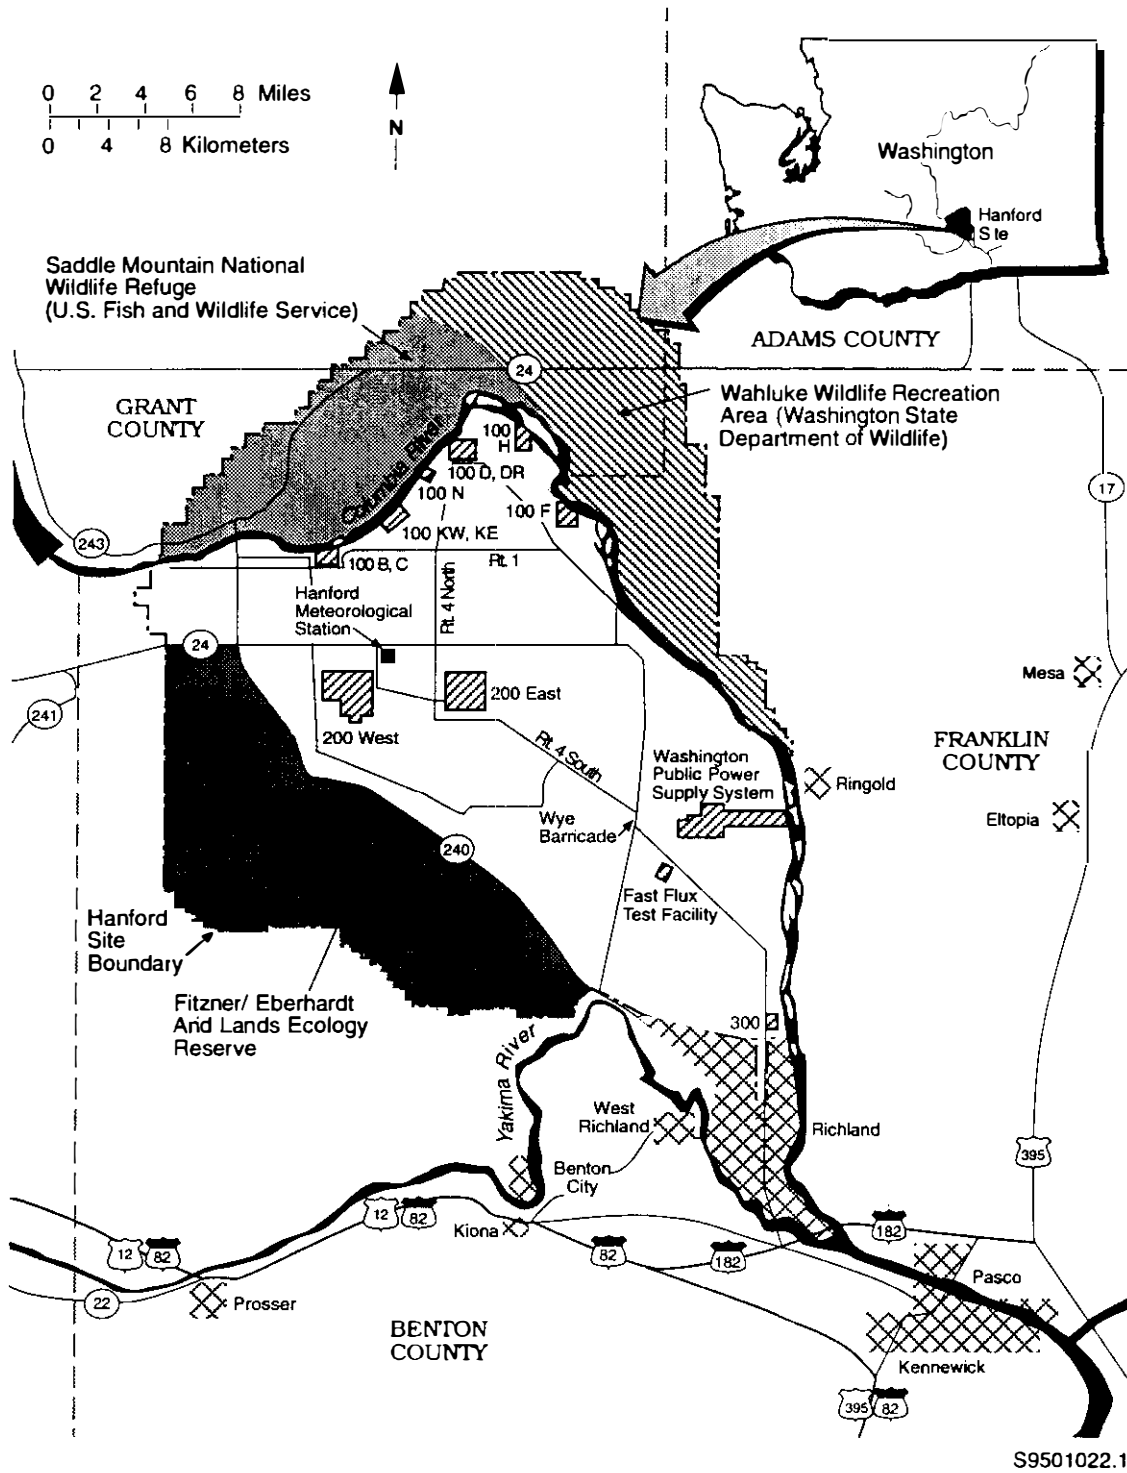 0 2 4 6 8 Miles
0 4 8 Kilometers
N
Washington
Hanford
Site
Saddle Mountain National
Wildlife Refuge
(U.S. Fish and Wildlife Service)
ADAMS COUNTY
24
GRANT
COUNTY
Wahluke Wildlife Recreation
Area (Washington State
Department of Wildlife)
Columbia River
100
H
100 D, DR
100 N
17
100 F
100 KW, KE
243
100 B, C
Rt. 1
Hanford
Meteorological
Station
Rt. 4 North
24
Mesa
200 East
241
200 West
Rt. 4 South
FRANKLIN
COUNTY
Washington
Public Power
Supply System
Ringold
Wye
Barricade
Eltopia
240
Fast Flux
Test Facility
Hanford
Site
Boundary
Fitzner/ Eberhardt
Arid Lands Ecology
Reserve
300
Yakima River
West
Richland
Richland
395
Benton
City
12 82
Kiona
182
12 82
82
182
Pasco
22
Prosser
BENTON
COUNTY
Kennewick
395 82
S9501022.1